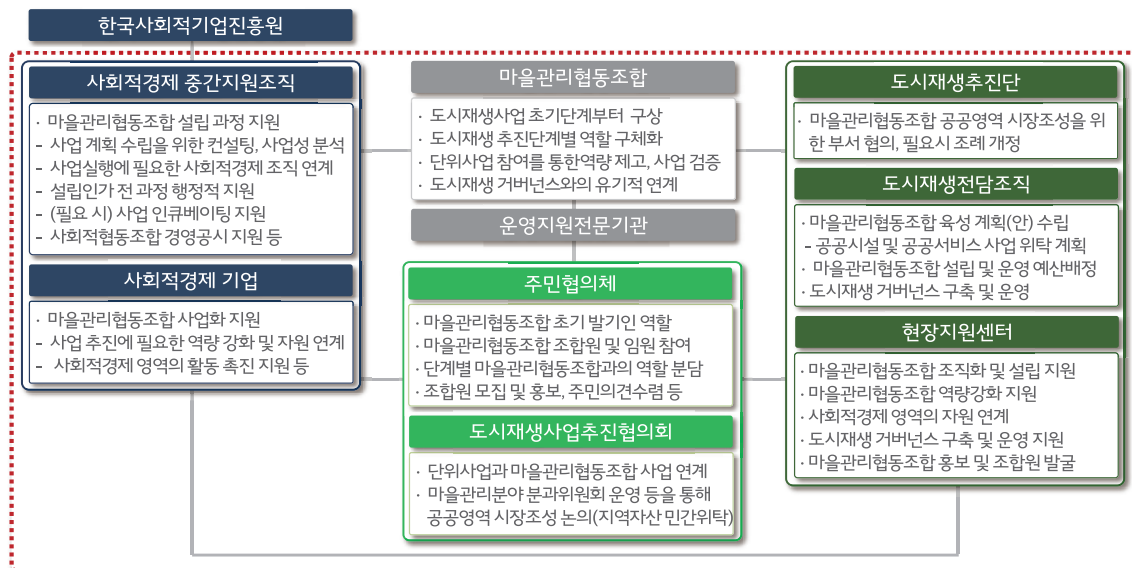 한국사회적기업진흥원
사회적경제 중간지원조직
· 마을관리협동조합 설립 과정 지원
- 사업 계획 수립을 위한 컨설팅, 사업성 분석
- 사업실행에 필요한 사회적경제 조직 연계
- 설립인가 전 과정 행정적 지원
- (필요 시) 사업 인큐베이팅 지원
- 사회적협동조합 경영공시 지원 등
사회적경제 기업
· 마을관리협동조합 사업화 지원
- 사업 추진에 필요한 역량 강화 및 자원 연계
- 사회적경제 영역의 활동 촉진 지원 등
마을관리협동조합
· 도시재생사업 초기단계부터 구상
· 도시재생 추진단계별 역할 구체화
· 단위사업 참여를 통한역량 제고, 사업 검증
· 도시재생 거버넌스와의 유기적 연계
운영지원전문기관
주민협의체
· 마을관리협동조합 초기 발기인 역할
· 마을관리협동조합 조합원 및 임원 참여
· 단계별 마을관리협동조합과의 역할 분담
· 조합원 모집 및 홍보, 주민의견수렴 등
도시재생사업추진협의회
· 단위사업과 마을관리협동조합 사업 연계
· 마을관리분야 분과위원회 운영 등을 통해
공공영역 시장조성 논의(지역자산 민간위탁)
도시재생추진단
· 마을관리협동조합 공공영역 시장조성을 위
한 부서 협의, 필요시 조례 개정
도시재생전담조직
· 마을관리협동조합 육성 계획(안) 수립
- 공공시설 및 공공서비스 사업 위탁 계획
· 마을관리협동조합 설립 및 운영 예산배정
· 도시재생 거버넌스 구축 및 운영
현장지원센터
· 마을관리협동조합 조직화 및 설립 지원
· 마을관리협동조합 역량강화 지원
· 사회적경제 영역의 자원 연계
· 도시재생 거버넌스 구축 및 운영 지원
· 마을관리협동조합 홍보 및 조합원 발굴